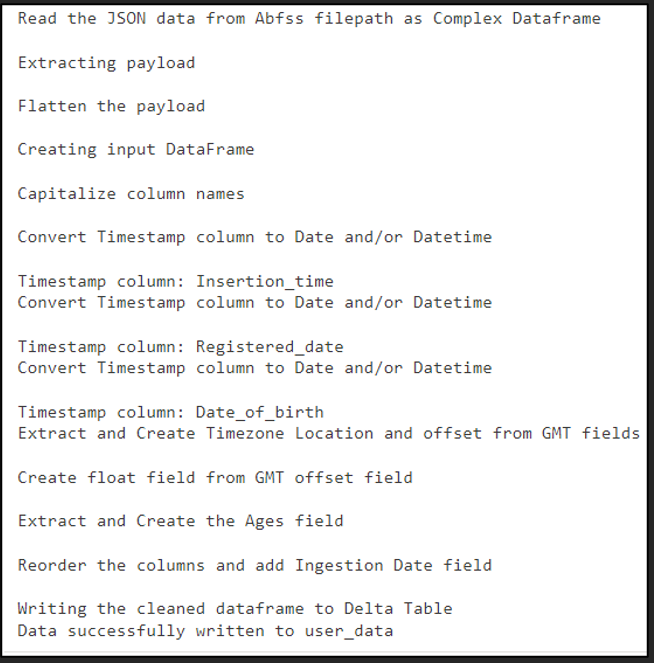 Read the JSON data from Abfss filepath as Complex Dataframe
Extracting payload
Flatten the payload
Creating input DataFrame
Capitalize column names
Convert Timestamp column to Date and/or Datetime
Timestamp column: Insertion_time
Convert Timestamp column to Date and/or Datetime
Timestamp column: Registered_date
Convert Timestamp column to Date and/or Datetime
Timestamp column: Date_of_birth
Extract and Create Timezone Location and offset from GMT fields
Create float field from GMT offset field
Extract and Create the Ages field
Reorder the columns and add Ingestion Date field
Writing the cleaned dataframe to Delta Table
Data successfully written to user_data